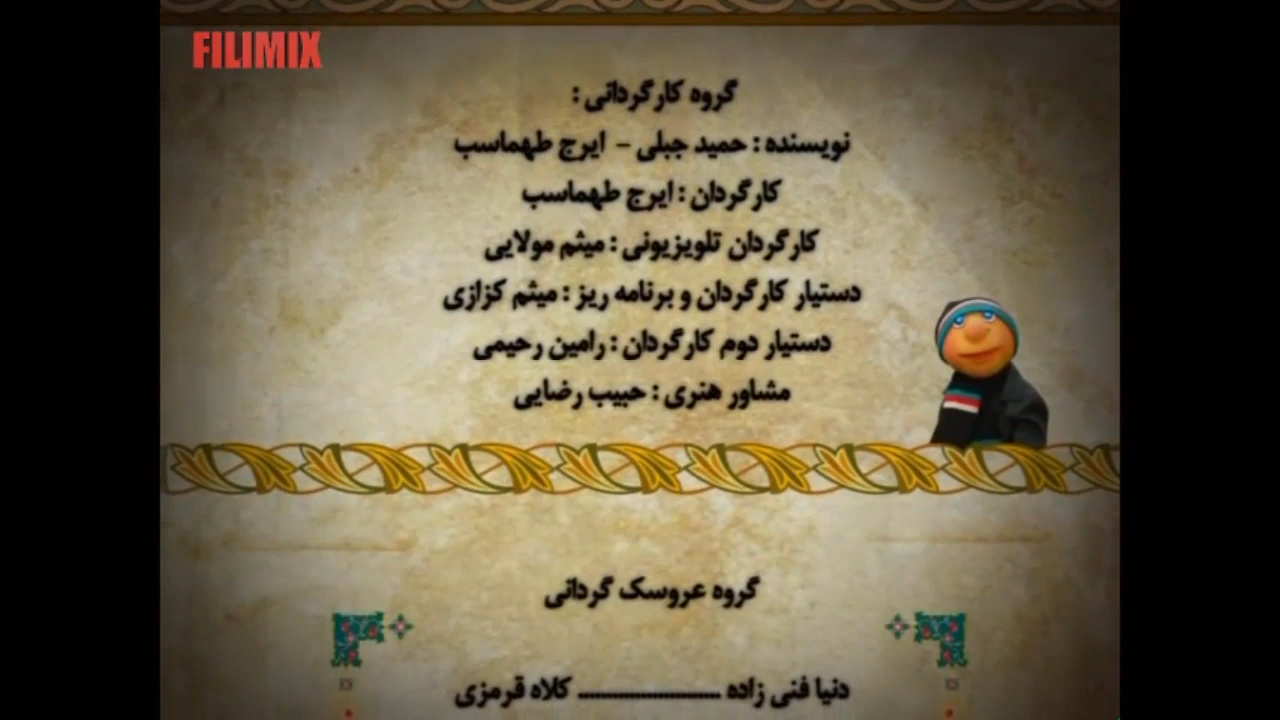 FILIMIX
گروه کارگردانی :
نویسنده : حمید جبلی - ایرج طهماسب
کارگردان : ایرج طهماسب
کارگردان تلویزیونی : میثم مولایی
دستیار کارگردان و برنامه ریز : میثم کزازی
دستیار دوم کارگردان : رامین رحیمی
مشاور هنری : حبیب رضایی
گروه عروسک گردانی
دنیا فنی زاده ـــــــــــــــــ کلاه قرمزی